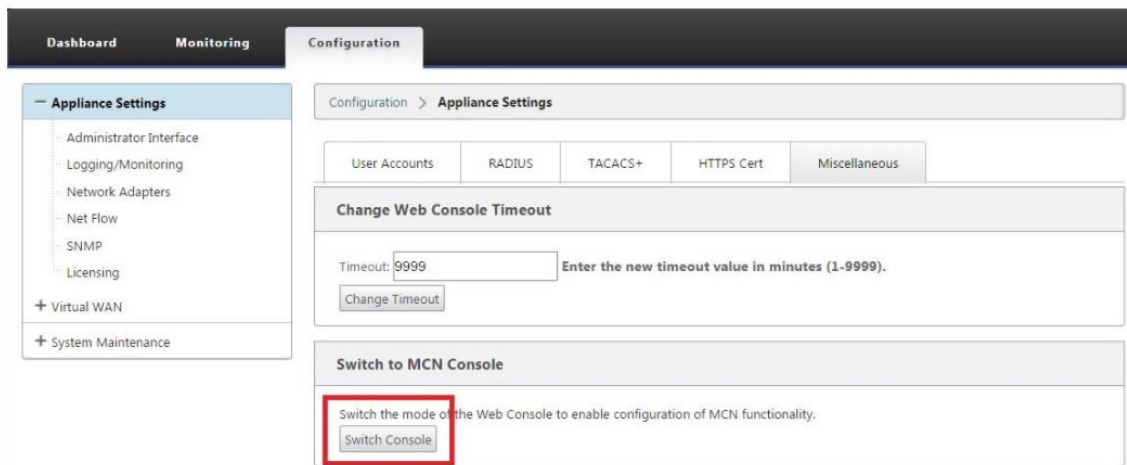 Dashboard Monitoring Configuration
− Appliance Settings
Administrator Interface
Logging/Monitoring
Network Adapters
Net Flow
SNMP
Licensing
+ Virtual WAN
+ System Maintenance
Configuration > Appliance Settings
User Accounts RADIUS TACACS+ HTTPS Cert Miscellaneous
Change Web Console Timeout
Timeout: 9999 Enter the new timeout value in minutes (1-9999).
Change Timeout
Switch to MCN Console
Switch the mode of the Web Console to enable configuration of MCN functionality.
Switch Console